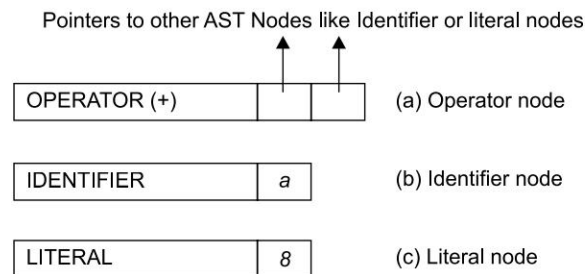 Pointers to other AST Nodes like Identifier or literal nodes
OPERATOR (+) (a) Operator node
IDENTIFIER a (b) Identifier node
LITERAL 8 (c) Literal node